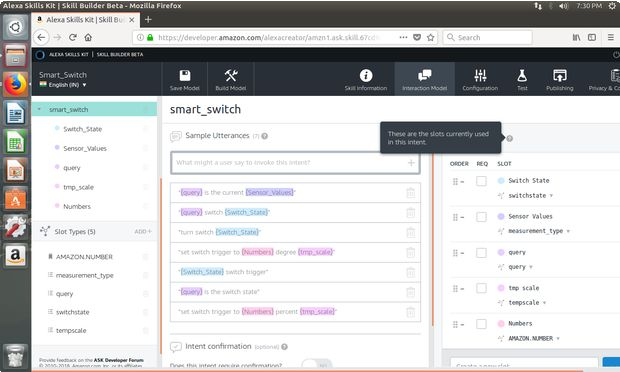 Alexa Skills Kit | Skill Builder Beta - Mozilla Firefox
7:30 PM
Alexa Skills Kit | Skill
https://developer.amazon.com/alexacreator/amzn1.ask.skill.67cd
Search
ALEXA SKILLS KIT | SKILL BUILDER BETA
Smart_Switch
English (IN)
Save Model
Build Model
Skill Information
Interaction Model
Configuration
Test
Publishing
Privacy & Co
smart_switch
Switch_State
Sensor_Values
query
tmp_scale
Numbers
Slot Types (5)
ADD+
AMAZON.NUMBER
measurement_type
query
switchstate
tempscale
Provide feedback on the ASK Developer Forum
© 2010-2018, Amazon.com, Inc. or its affiliates.
smart_switch
Sample Utterances (7)
What might a user say to invoke this intent?
"{query} is the current {Sensor_Values}"
"{query} switch {Switch_State}"
"turn switch {Switch_State}"
"set switch trigger to {Numbers} degree {tmp_scale}"
"{Switch_State} switch trigger"
"{query} is the switch state"
"set switch trigger to {Numbers} percent {tmp_scale}"
Intent confirmation (optional)
Does this intent require confirmation?
NO
These are the slots currently used
in this intent.
ORDER REQ SLOT
Switch State
switchstate
Sensor Values
measurement_type
query
query
tmp scale
tempscale
Numbers
AMAZON.NUMBER
Create a new slot